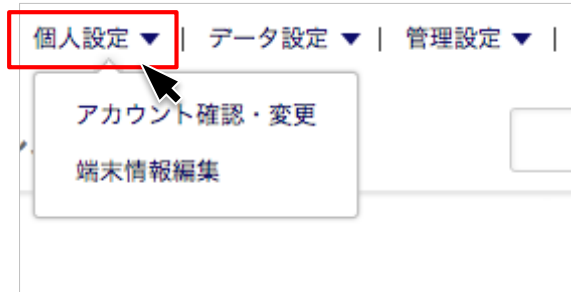 個人設定 ▼ | データ設定 ▼ | 管理設定 ▼ |
アカウント確認・変更
端末情報編集